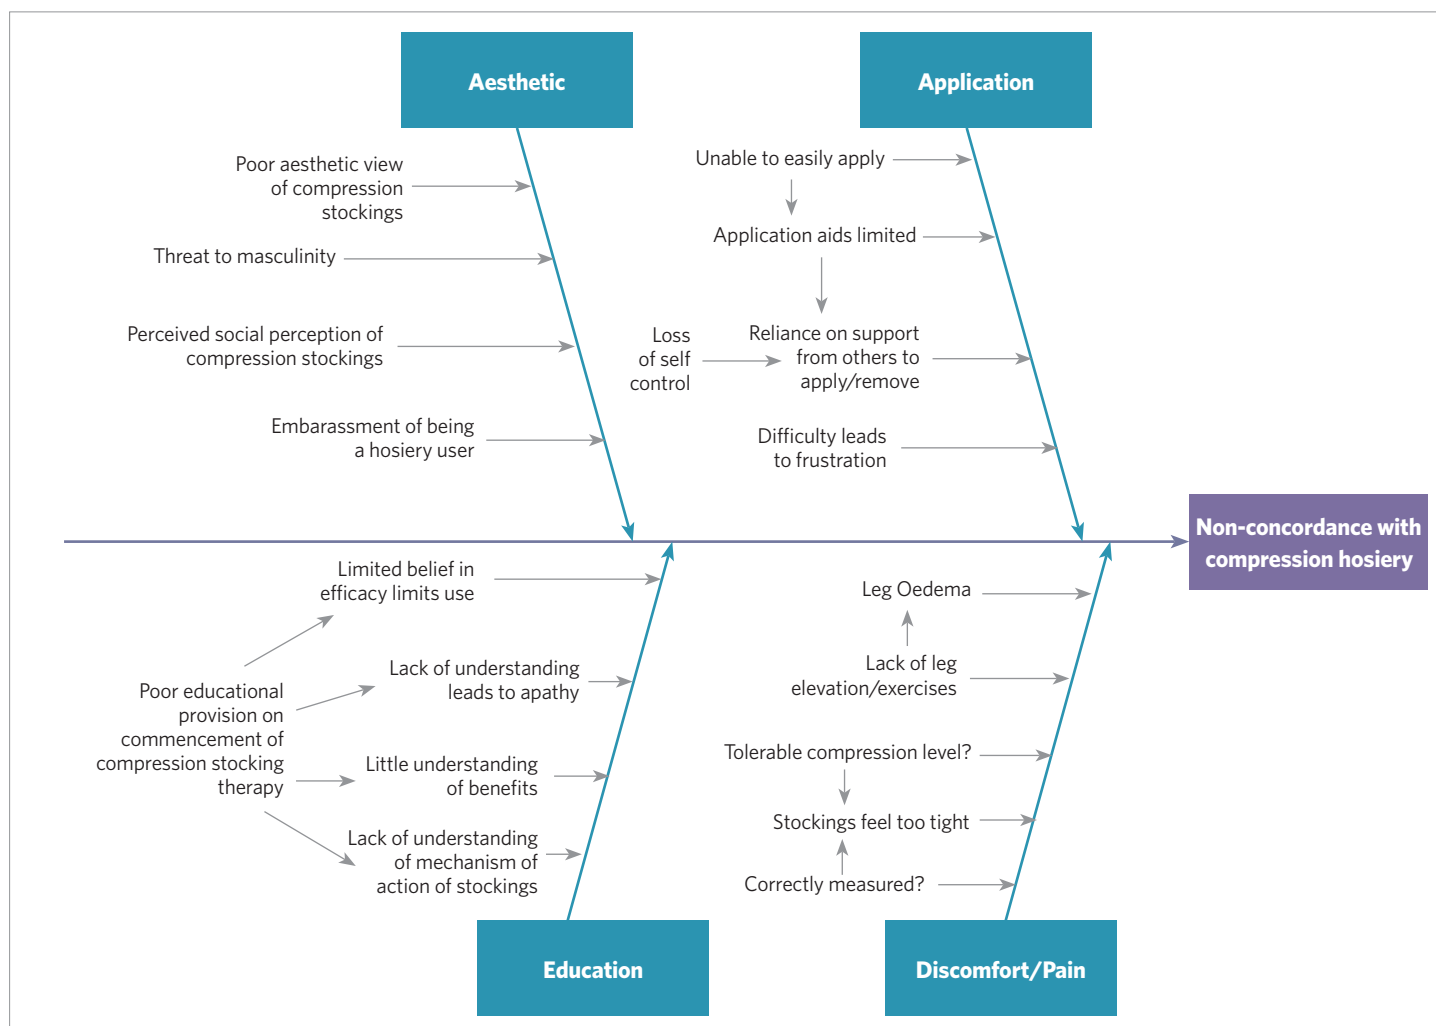 Aesthetic
Poor aesthetic view
of compression
stockings
Threat to masculinity
Perceived social perception of
compression stockings
Embarassment of being
a hosiery user
Application
Unable to easily apply
Application aids limited
Loss
of self
control
Reliance on support
from others to
apply/remove
Difficulty leads
to frustration
Non-concordance with
compression hosiery
Limited belief in
efficacy limits use
Poor educational
provision on
commencement of
compression stocking
therapy
Lack of understanding
leads to apathy
Little understanding
of benefits
Lack of understanding
of mechanism of
action of stockings
Education
Leg Oedema
Lack of leg
elevation/exercises
Tolerable compression level?
Stockings feel too tight
Correctly measured?
Discomfort/Pain